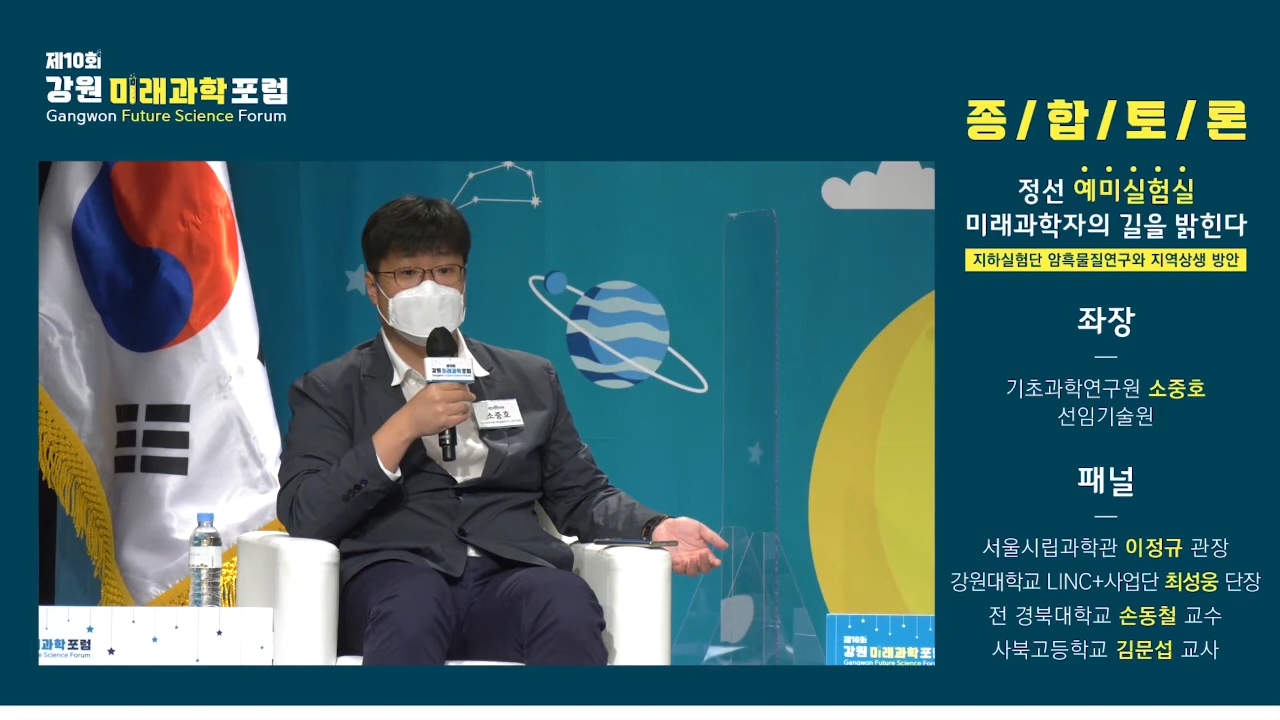 제10회
강원 미래과학 포럼
Gangwon Future Science Forum
종/합/토/론
정선 예미실험실
미래과학자의 길을 밝힌다
지하실험단 암흑물질연구와 지역상생 방안
좌장
기초과학연구원 소중호
선임기술원
패널
서울시립과학관 이정규 관장
강원대학교 LINC+사업단 최성웅 단장
전 경북대학교 손동철 교수
사북고등학교 김문섭 교사
강원 미래과학 포럼
소중호
래과학 포럼
Science Forum
제10회
강원 미래과학 포
Gangwon Future Science For